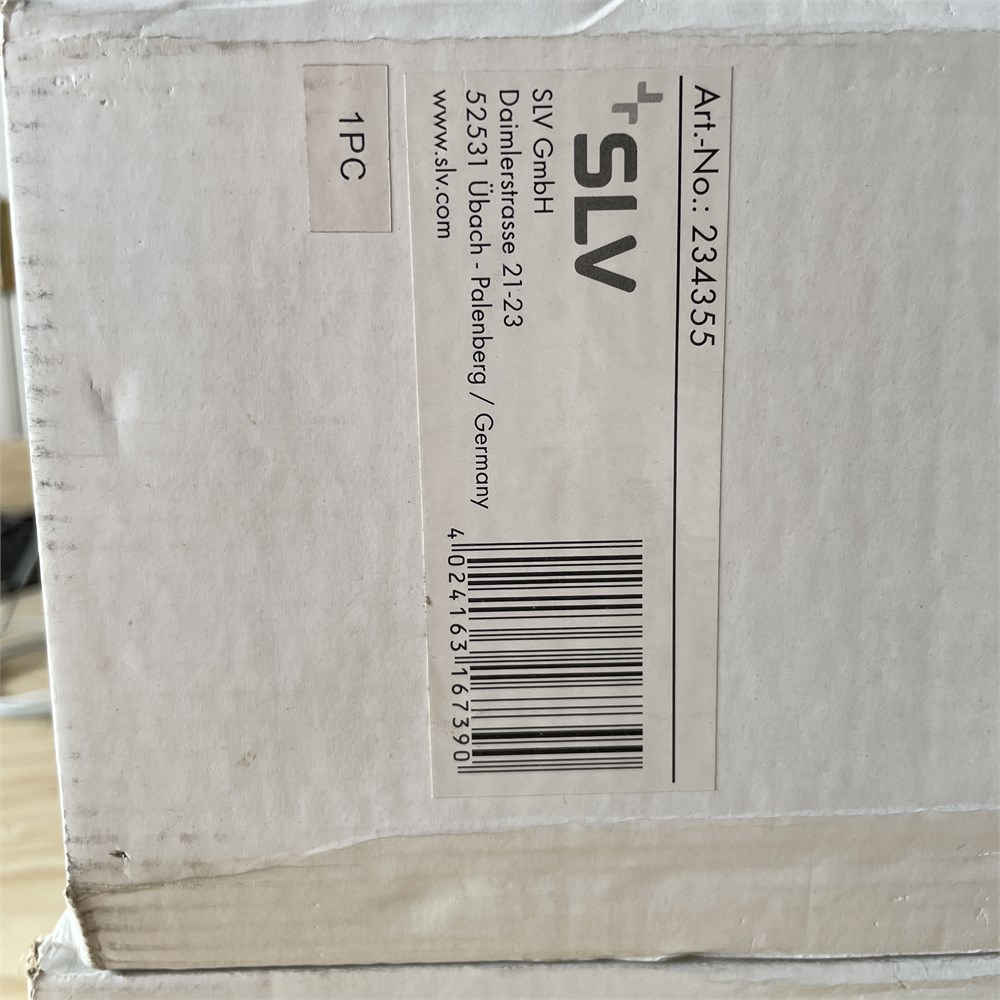 Art.-No.: 234355
SLV
SLV GmbH
Daimlerstrasse 21-23
52531 Übach - Palenberg / Germany
www.slv.com
4 024163 167390
1PC